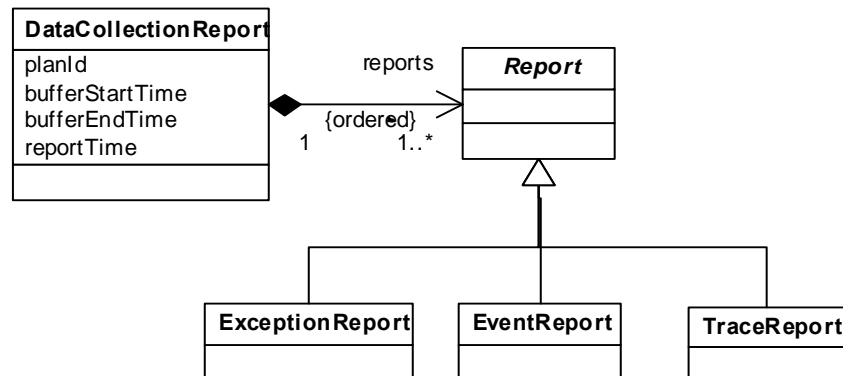 DataCollectionReport
planId
bufferStartTime
bufferEndTime
reportTime
reports
{ordered}
1
1..*
Report
ExceptionReport
EventReport
TraceReport